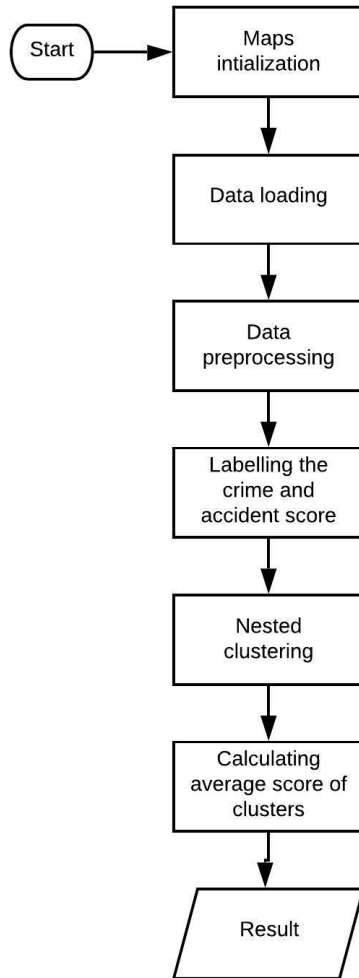 Start
Maps
intialization
Data loading
Data
preprocessing
Labelling the
crime and
accident score
Nested
clustering
Calculating
average score of
clusters
Result